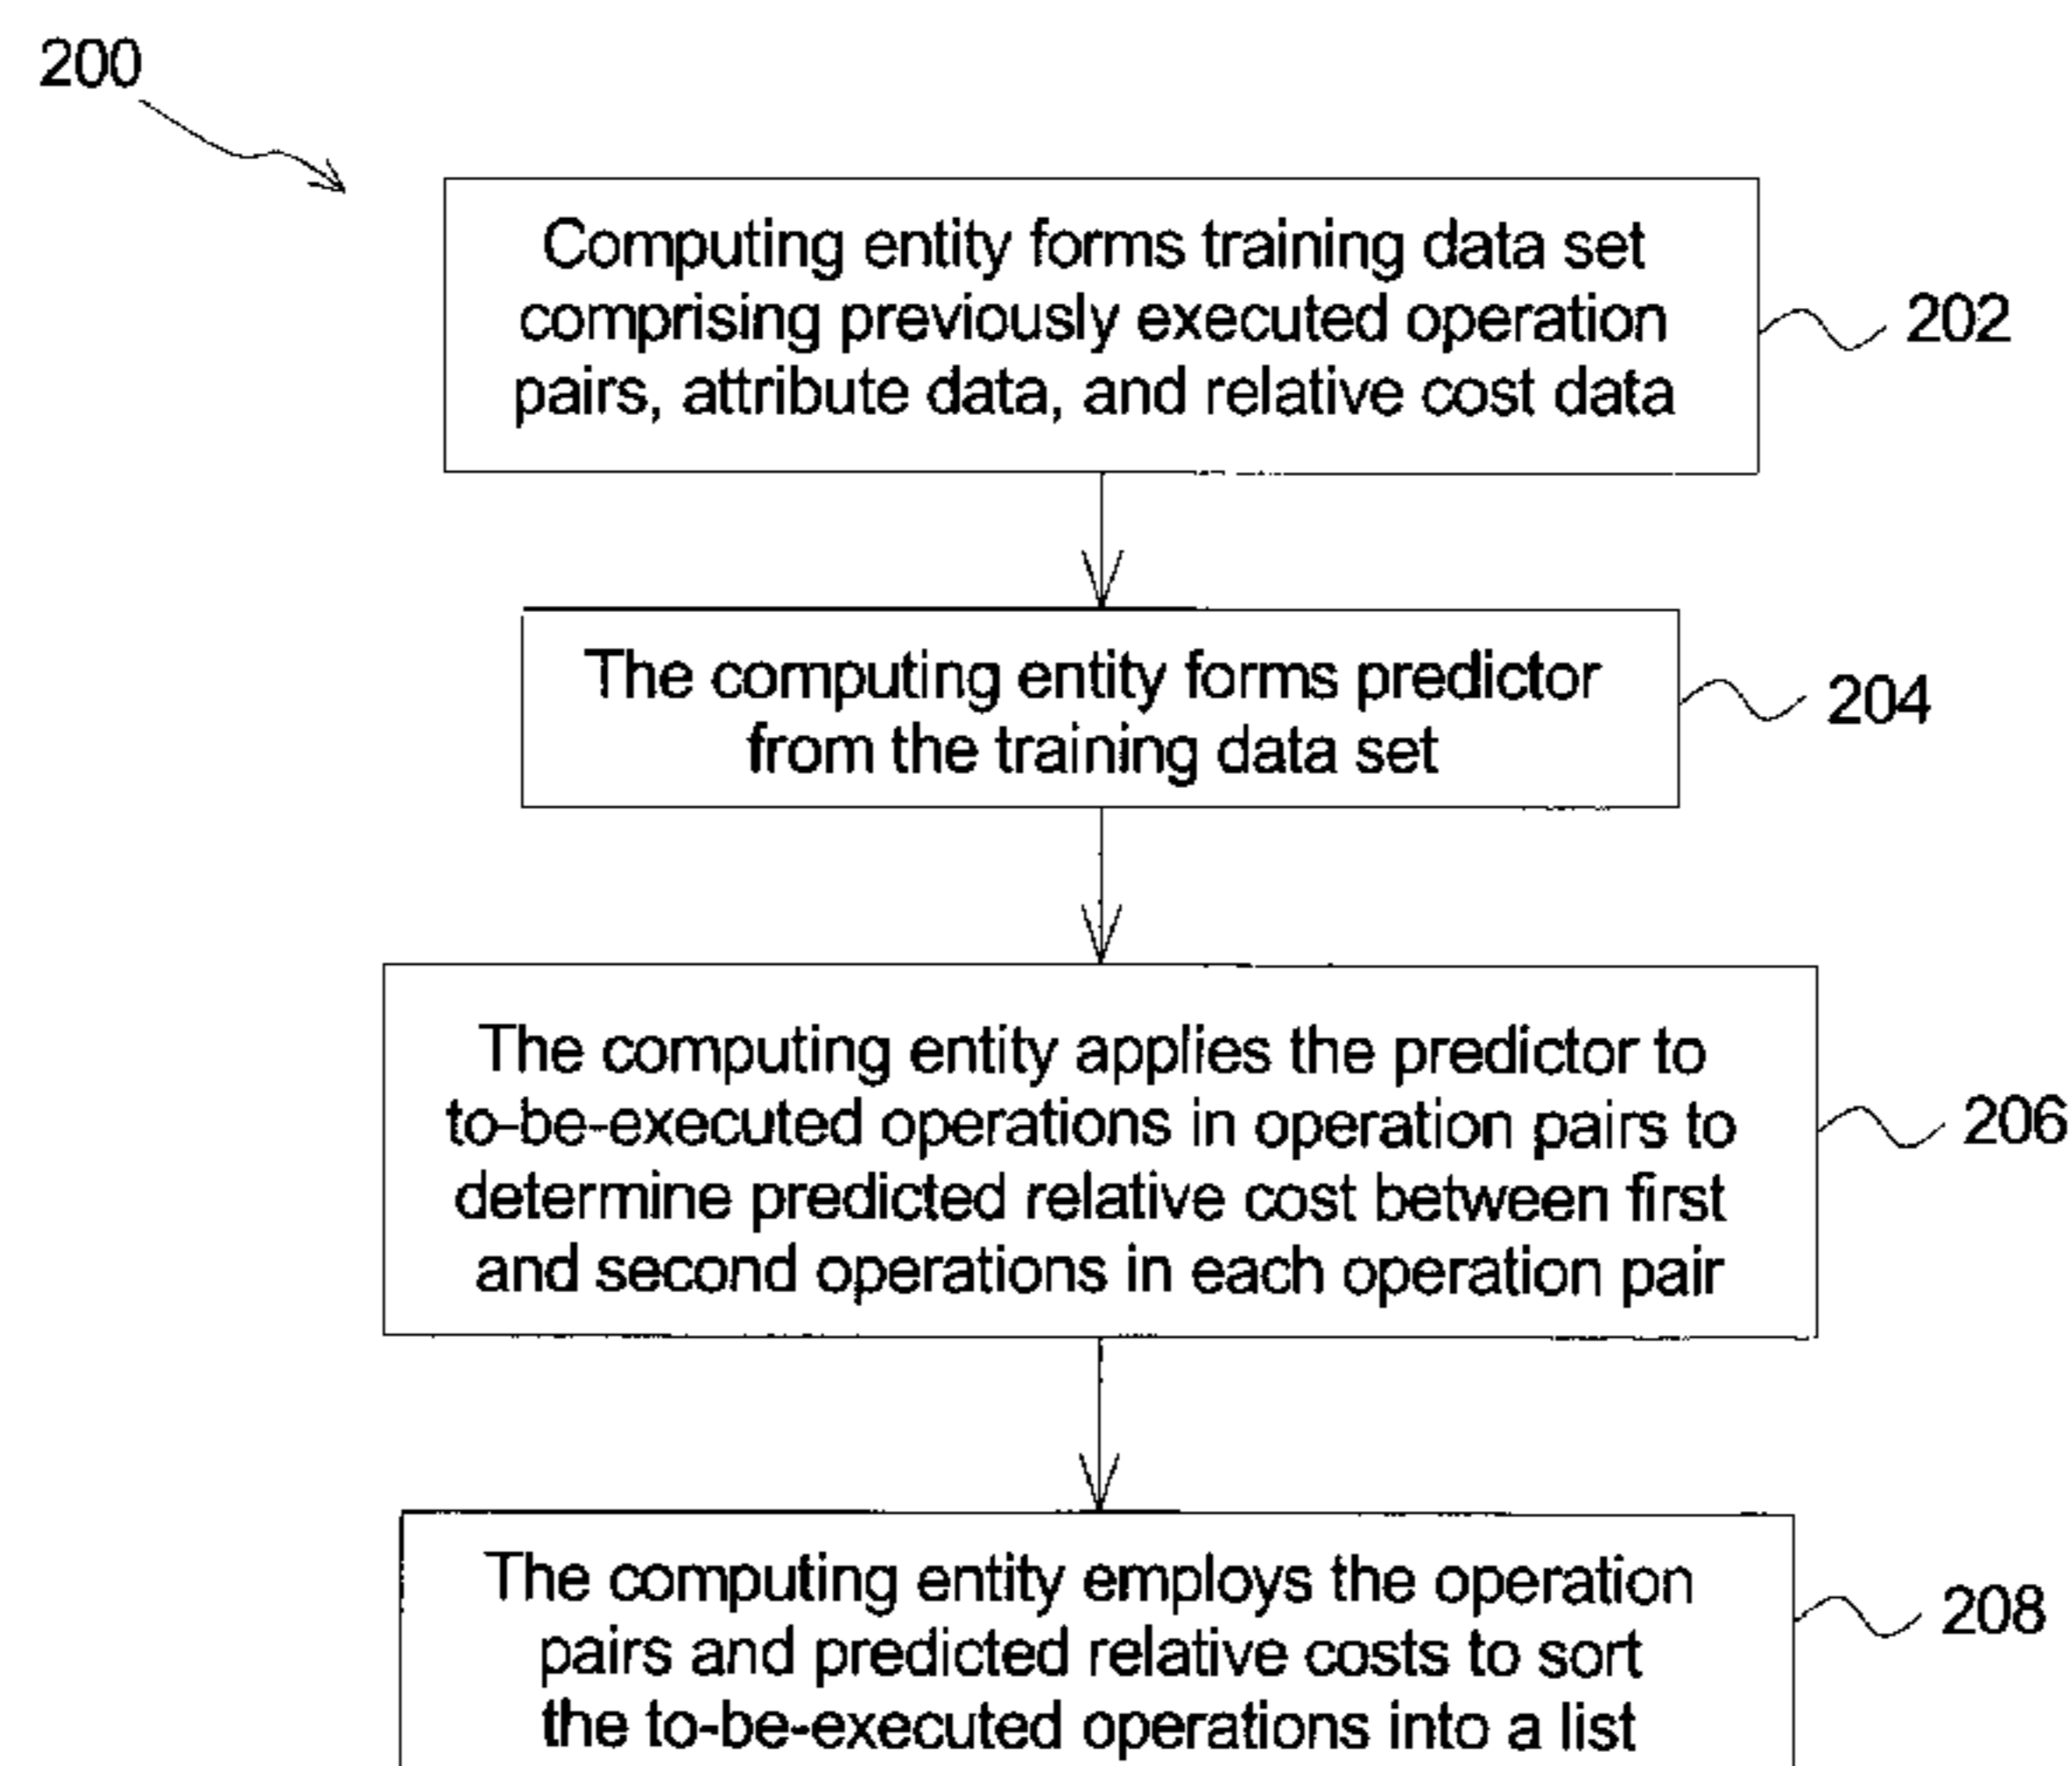 200
Computing entity forms training data set
comprising previously executed operation
pairs, attribute data, and relative cost data
202
The computing entity forms predictor
from the training data set
204
The computing entity applies the predictor to
to-be-executed operations in operation pairs to
determine predicted relative cost between first
and second operations in each operation pair
206
The computing entity employs the operation
pairs and predicted relative costs to sort
the to-be-executed operations into a list
208